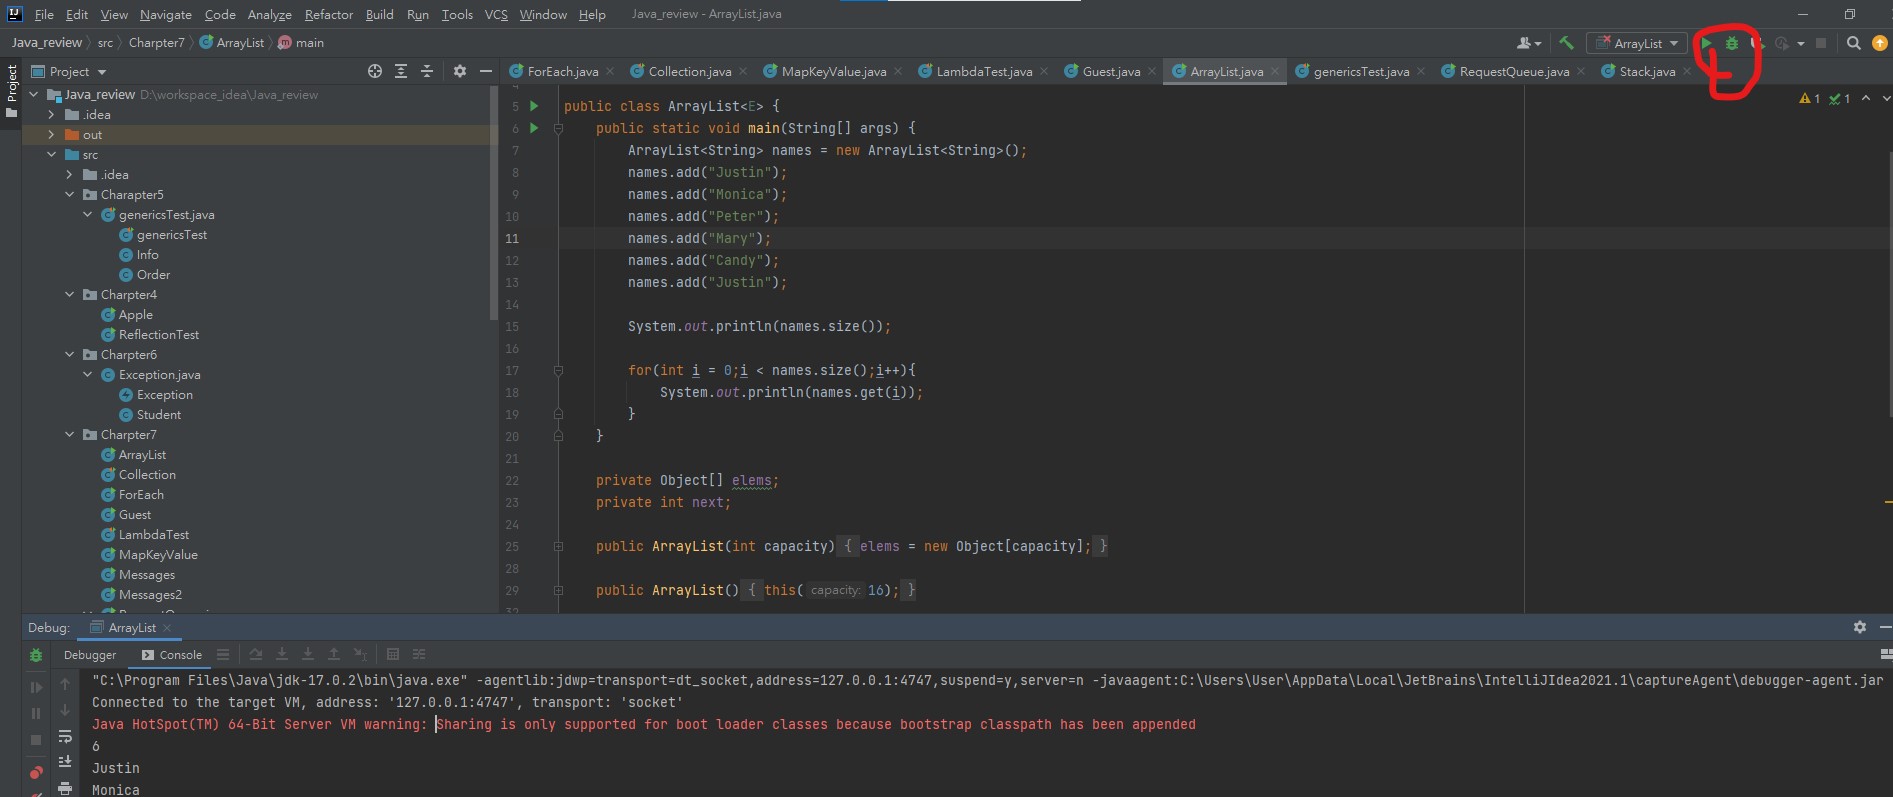 File Edit View Navigate Code Analyze Refactor Build Run Tools VCS Window Help Java_review - ArrayList.java
Java_review src Charpter7 ArrayList main
ArrayList
Project
Project
ForEach.java Collection.java MapKeyValue.java LambdaTest.java Guest.java ArrayList.java genericsTest.java RequestQueue.java Stack.java
Java_review D:\workspace_idea\Java_review
.idea
out
src
.idea
Charapter5
genericsTest.java
genericsTest
Info
Order
Charpter4
Apple
ReflectionTest
Charpter6
Exception.java
Exception
Student
Charpter7
ArrayList
Collection
ForEach
Guest
LambdaTest
MapKeyValue
Messages
Messages2
1 1
4
5 public class ArrayList<E> {
6 public static void main(String[] args) {
7 ArrayList<String> names = new ArrayList<String>();
8 names.add("Justin");
9 names.add("Monica");
10 names.add("Peter");
11 names.add("Mary");
12 names.add("Candy");
13 names.add("Justin");
14
15 System.out.println(names.size());
16
17 for(int i = 0;i < names.size();i++){
18 System.out.println(names.get(i));
19 }
20 }
21
22 private Object[] elems;
23 private int next;
24
25 public ArrayList(int capacity) { elems = new Object[capacity]; }
28
29 public ArrayList() { this( capacity: 16); }
32
Debug: ArrayList
Debugger Console
"C:\Program Files\Java\jdk-17.0.2\bin\java.exe" -agentlib:jdwp=transport=dt_socket,address=127.0.0.1:4747,suspend=y,server=n -javaagent:C:\Users\User\AppData\Local\JetBrains\IntelliJIdea2021.1\captureAgent\debugger-agent.jar
Connected to the target VM, address: '127.0.0.1:4747', transport: 'socket'
Java HotSpot(TM) 64-Bit Server VM warning: Sharing is only supported for boot loader classes because bootstrap classpath has been appended
6
Justin
Monica